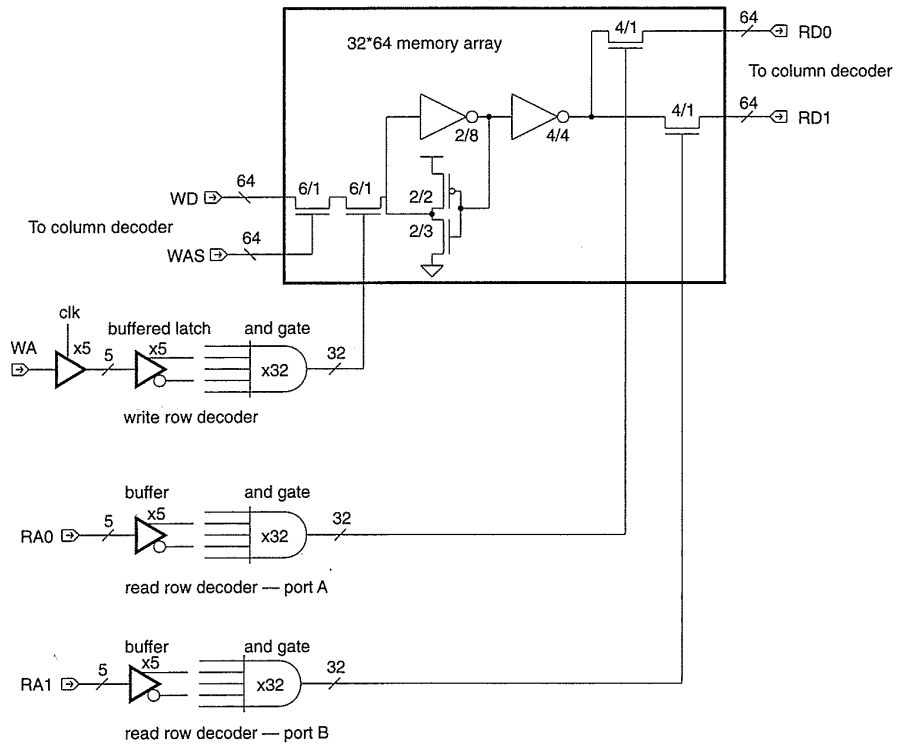 32*64 memory array
4/1
64
RD0
To column decoder
4/1
64
RD1
2/8
4/4
WD
64
6/1
6/1
2/2
2/3
To column decoder
WAS
64
clk
WA
x5
5
buffered latch
x5
and gate
x32
32
write row decoder
buffer
and gate
RA0
5
x5
x32
32
read row decoder — port A
buffer
and gate
RA1
5
x5
x32
32
read row decoder — port B